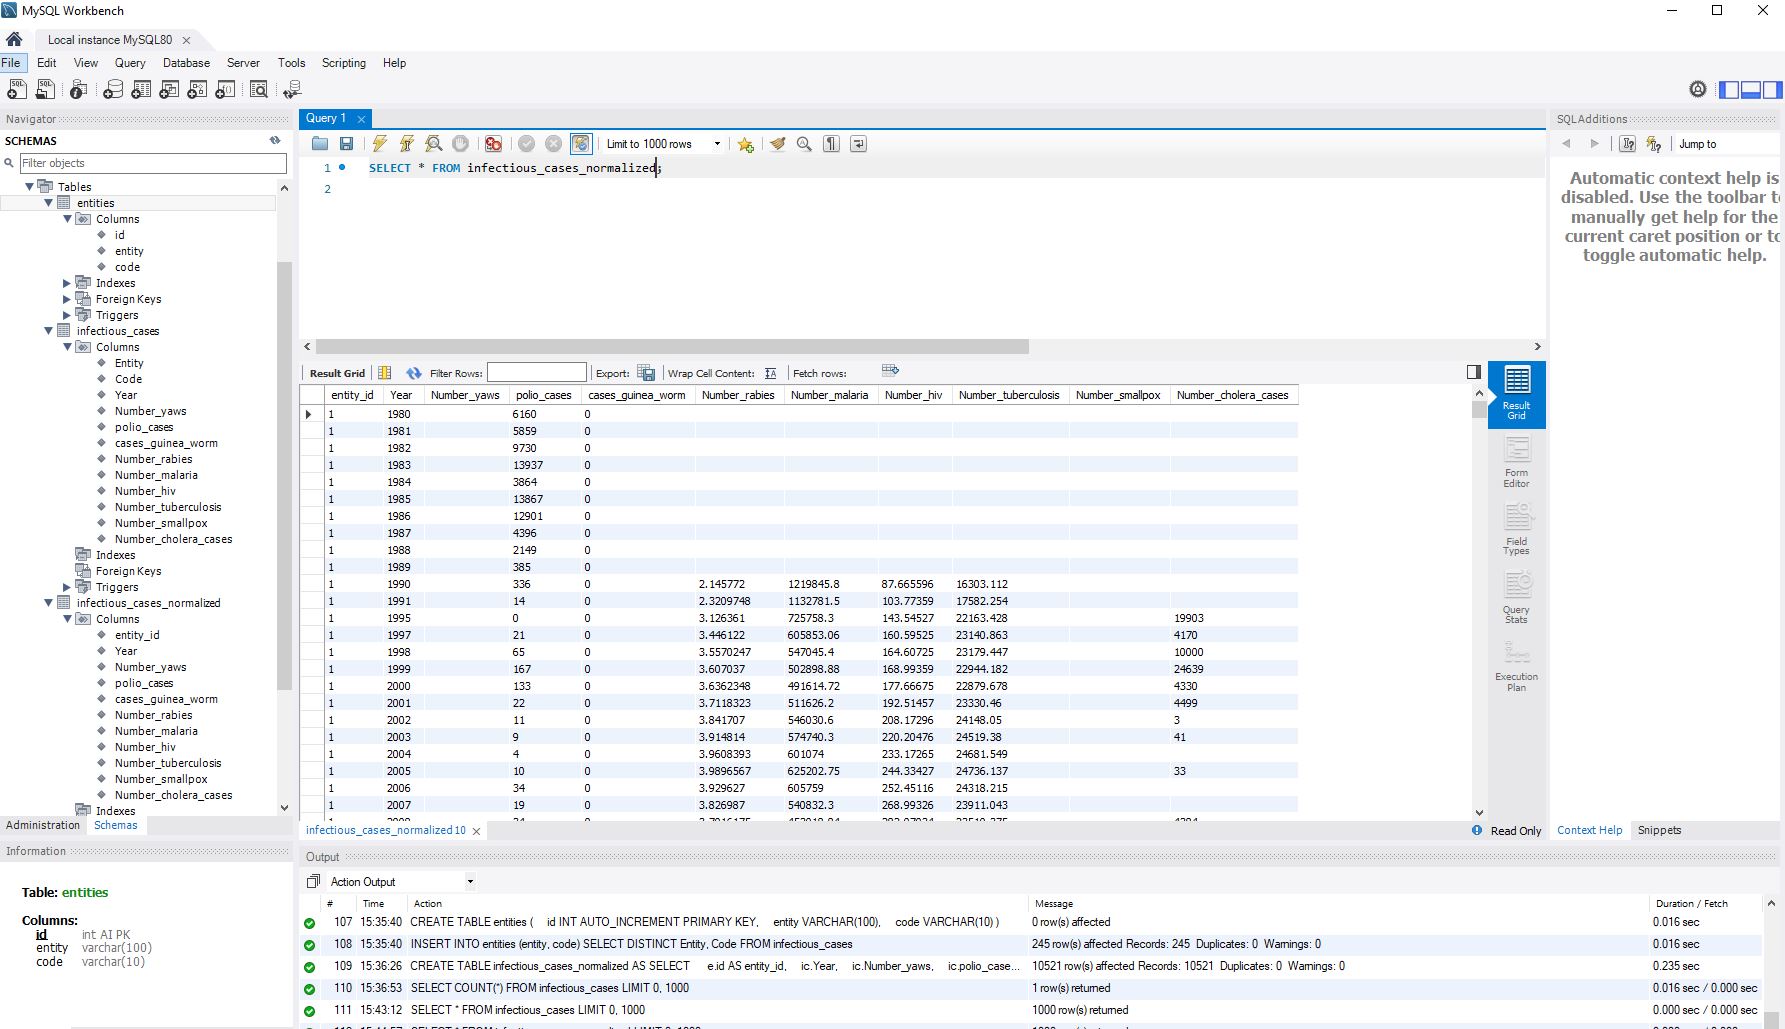 MySQL Workbench
Local instance MySQL80
File Edit View Query Database Server Tools Scripting Help
Navigator
SCHEMAS
Filter objects
Tables
entities
Columns
id
entity
code
Indexes
Foreign Keys
Triggers
infectious_cases
Columns
Entity
Code
Year
Number_yaws
polio_cases
cases_guinea_worm
Number_rabies
Number_malaria
Number_hiv
Number_tuberculosis
Number_smallpox
Number_cholera_cases
Indexes
Foreign Keys
Triggers
infectious_cases_normalized
Columns
entity_id
Year
Number_yaws
polio_cases
cases_guinea_worm
Number_rabies
Number_malaria
Number_hiv
Number_tuberculosis
Number_smallpox
Number_cholera_cases
Indexes
Administration Schemas
Information
Table: entities
Columns:
id int AI PK
entity varchar(100)
code varchar(10)
Query 1
Limit to 1000 rows
1 SELECT * FROM infectious_cases_normalized;
2
Result Grid Filter Rows: Export: Wrap Cell Content: Fetch rows:
entity_id Year Number_yaws polio_cases cases_guinea_worm Number_rabies Number_malaria Number_hiv Number_tuberculosis Number_smallpox Number_cholera_cases
1 1980 6160 0
1 1981 5859 0
1 1982 9730 0
1 1983 13937 0
1 1984 3864 0
1 1985 13867 0
1 1986 12901 0
1 1987 4396 0
1 1988 2149 0
1 1989 385 0
1 1990 336 0 2.145772 1219845.8 87.665596 16303.112
1 1991 14 0 2.3209748 1132781.5 103.77359 17582.254
1 1995 0 0 3.126361 725758.3 143.54527 22163.428 19903
1 1997 21 0 3.446122 605853.06 160.59525 23140.863 4170
1 1998 65 0 3.5570247 547045.4 164.60725 23179.447 10000
1 1999 167 0 3.607037 502898.88 168.99359 22944.182 24639
1 2000 133 0 3.6362348 491614.72 177.66675 22879.678 4330
1 2001 22 0 3.7118323 511626.2 192.51457 23330.46 4499
1 2002 11 0 3.841707 546030.6 208.17296 24148.05 3
1 2003 9 0 3.914814 574740.3 220.20476 24519.38 41
1 2004 4 0 3.9608393 601074 233.17265 24681.549
1 2005 10 0 3.9896567 625202.75 244.33427 24736.137 33
1 2006 34 0 3.929627 605759 252.45116 24318.215
1 2007 19 0 3.826987 540832.3 268.99326 23911.043
infectious_cases_normalized 10
Read Only
Result Grid
Form Editor
Field Types
Query Stats
Execution Plan
SQLAdditions
Jump to
Automatic context help is
disabled. Use the toolbar t
manually get help for the
current caret position or to
toggle automatic help.
Context Help Snippets
Output
Action Output
# Time Action Message Duration / Fetch
107 15:35:40 CREATE TABLE entities ( id INT AUTO_INCREMENT PRIMARY KEY, entity VARCHAR(100), code VARCHAR(10) ) 0 row(s) affected 0.016 sec
108 15:35:40 INSERT INTO entities (entity, code) SELECT DISTINCT Entity, Code FROM infectious_cases 245 row(s) affected Records: 245 Duplicates: 0 Warnings: 0 0.016 sec
109 15:36:26 CREATE TABLE infectious_cases_normalized AS SELECT e.id AS entity_id, ic.Year, ic.Number_yaws, ic.polio_case... 10521 row(s) affected Records: 10521 Duplicates: 0 Warnings: 0 0.235 sec
110 15:36:53 SELECT COUNT(*) FROM infectious_cases LIMIT 0, 1000 1 row(s) returned 0.016 sec / 0.000 sec
111 15:43:12 SELECT * FROM infectious_cases LIMIT 0, 1000 1000 row(s) returned 0.000 sec / 0.000 sec